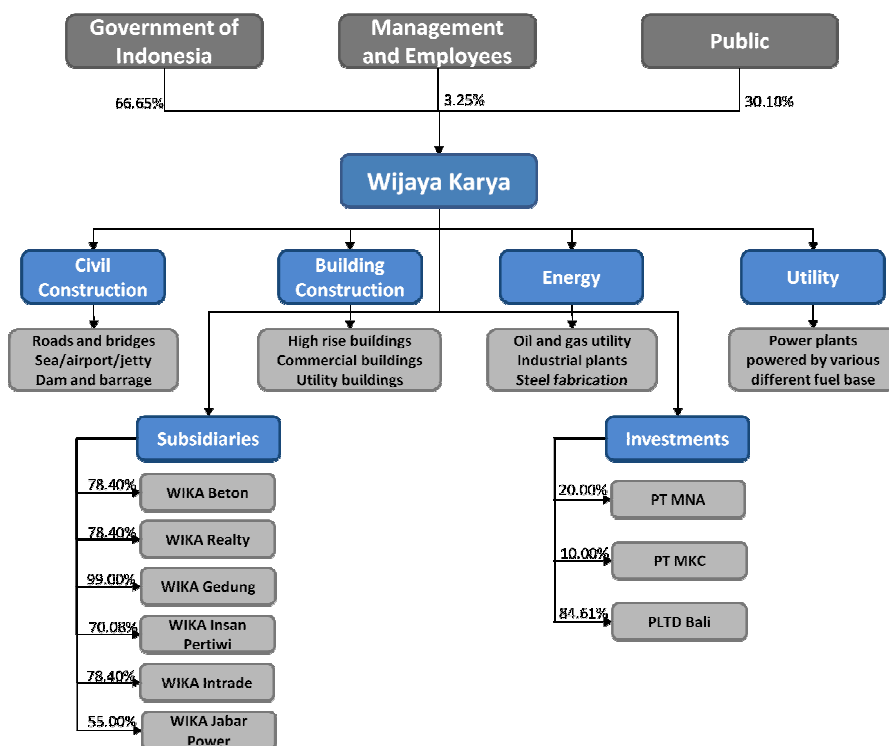 Government of
Indonesia
Management
and Employees
Public
66.65%
3.25%
30.10%
Wijaya Karya
Civil
Construction
Building
Construction
Energy
Utility
Roads and bridges
Sea/airport/jetty
Dam and barrage
High rise buildings
Commercial buildings
Utility buildings
Oil and gas utility
Industrial plants
Steel fabrication
Power plants
powered by various
different fuel base
Subsidiaries
Investments
78.40%
WIKA Beton
78.40%
WIKA Realty
99.00%
WIKA Gedung
70.08%
WIKA Insan
Pertiwi
78.40%
WIKA Intrade
55.00%
WIKA Jabar
Power
20.00%
PT MNA
10.00%
PT MKC
84.61%
PLTD Bali